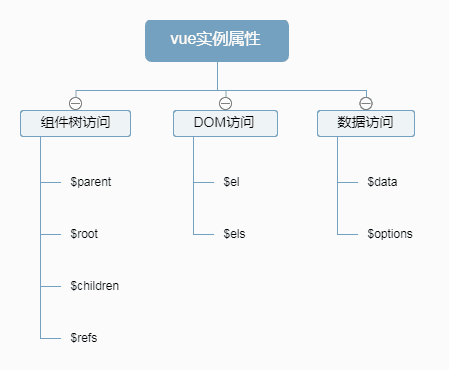 vue实例属性
组件树访问
$parent
$root
$children
$refs
DOM访问
$el
$els
数据访问
$data
$options